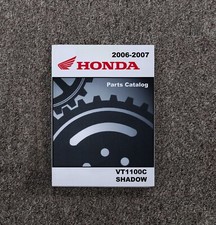 2006-2007
HONDA
Parts Catalog
VT1100C
SHADOW